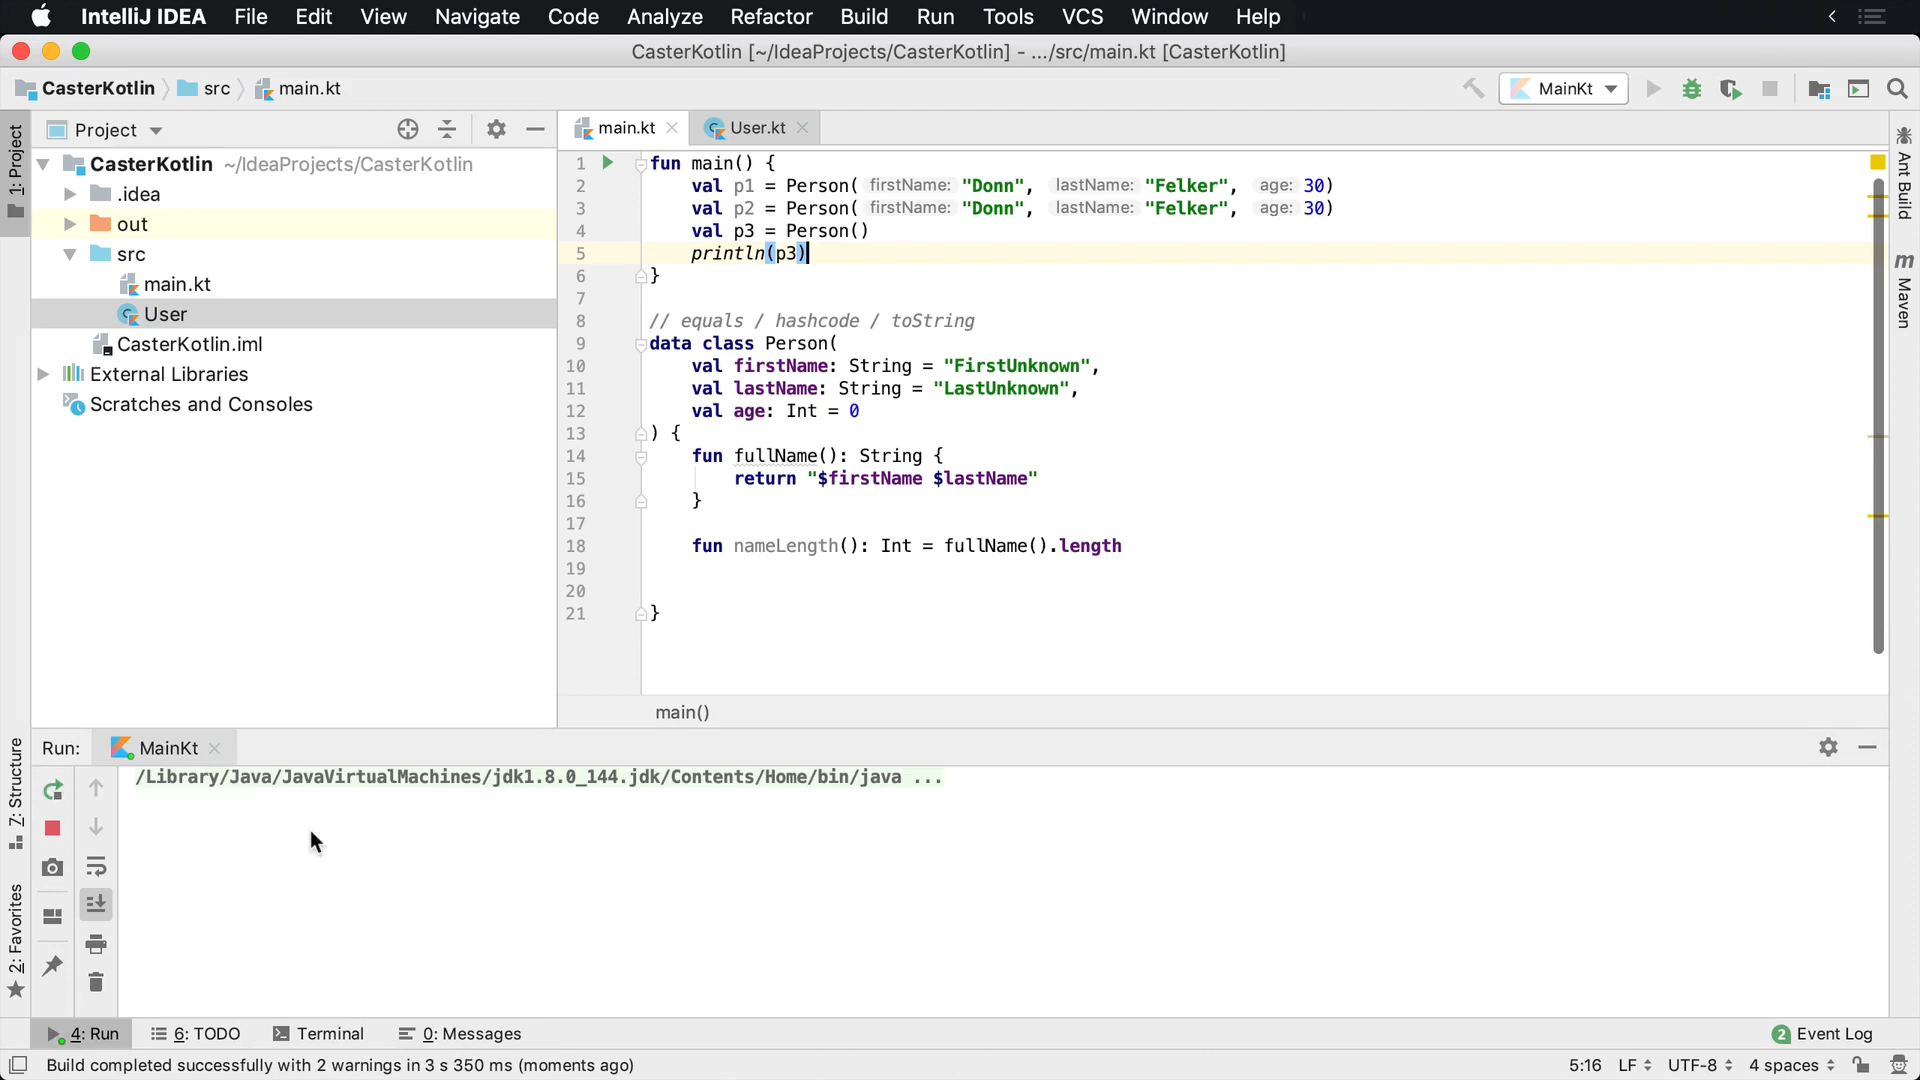 IntelliJ IDEA File Edit View Navigate Code Analyze Refactor Build Run Tools VCS Window Help
CasterKotlin [~/IdeaProjects/CasterKotlin] - .../src/main.kt [CasterKotlin]
CasterKotlin src main.kt MainKt
Project main.kt User.kt
1: Project
CasterKotlin ~/IdeaProjects/CasterKotlin
.idea
out
src
main.kt
User
CasterKotlin.iml
External Libraries
Scratches and Consoles
1 fun main() {
2 val p1 = Person( firstName: "Donn", lastName: "Felker", age: 30)
3 val p2 = Person( firstName: "Donn", lastName: "Felker", age: 30)
4 val p3 = Person()
5 println(p3)
6 }
7
8 // equals / hashcode / toString
9 data class Person(
10 val firstName: String = "FirstUnknown",
11 val lastName: String = "LastUnknown",
12 val age: Int = 0
13 ) {
14 fun fullName(): String {
15 return "$firstName $lastName"
16 }
17
18 fun nameLength(): Int = fullName().length
19
20
21 }
main()
Ant Build
m Maven
Run: MainKt
/Library/Java/JavaVirtualMachines/jdk1.8.0_144.jdk/Contents/Home/bin/java ...
Z: Structure
2: Favorites
4: Run 6: TODO Terminal 0: Messages 2 Event Log
Build completed successfully with 2 warnings in 3 s 350 ms (moments ago) 5:16 LF UTF-8 4 spaces